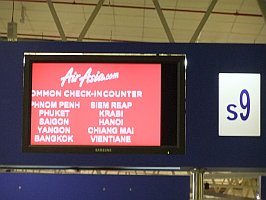 AirAsia.com
OMMON CHECK-IN COUNTER
PHNOM PENH SIEM REAP
PHUKET KRABI
SAIGON HANOI
YANGON CHIANG MAI
BANGKOK VIENTIANE
SAMSUNG
s9